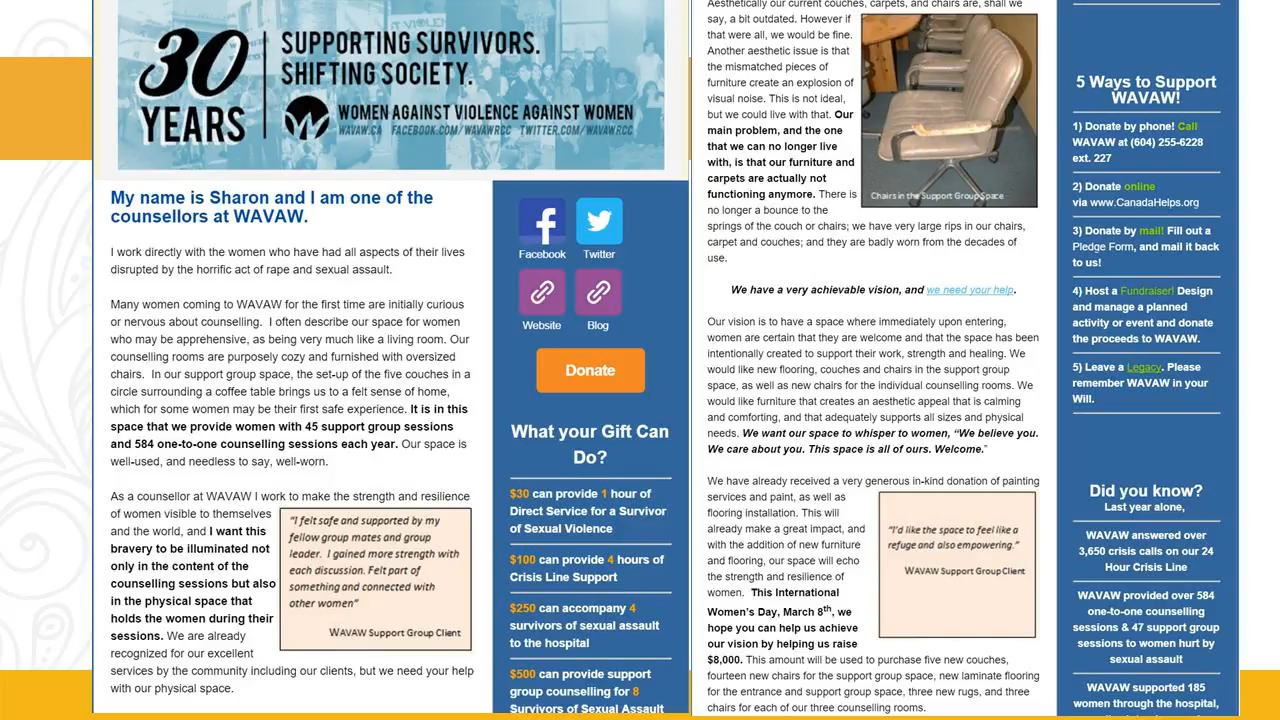 30
YEARS
SUPPORTING SURVIVORS.
SHIFTING SOCIETY.
WOMEN AGAINST VIOLENCE AGAINST WOMEN
WAVAW.CA FACEBOOK.COM/WAVAWRCC TWITTER.COM/WAVAWRCC
My name is Sharon and I am one of the
counsellors at WAVAW.
I work directly with the women who have had all aspects of their lives
disrupted by the horrific act of rape and sexual assault.
Many women coming to WAVAW for the first time are initially curious
or nervous about counselling. I often describe our space for women
who may be apprehensive, as being very much like a living room. Our
counselling rooms are purposely cozy and furnished with oversized
chairs. In our support group space, the set-up of the five couches in a
circle surrounding a coffee table brings us to a felt sense of home,
which for some women may be their first safe experience. It is in this
space that we provide women with 45 support group sessions
and 584 one-to-one counselling sessions each year. Our space is
well-used, and needless to say, well-worn.
As a counsellor at WAVAW I work to make the strength and resilience
of women visible to themselves
and the world, and I want this
bravery to be illuminated not
only in the content of the
counselling sessions but also
in the physical space that
holds the women during their
sessions. We are already
recognized for our excellent
services by the community including our clients, but we need your help
with our physical space.
"I felt safe and supported by my
fellow group mates and group
leader. I gained more strength with
each discussion. Felt part of
something and connected with
other women"
WAVAW Support Group Client
Facebook Twitter
Website Blog
Donate
What your Gift Can
Do?
$30 can provide 1 hour of
Direct Service for a Survivor
of Sexual Violence
$100 can provide 4 hours of
Crisis Line Support
$250 can accompany 4
survivors of sexual assault
to the hospital
$500 can provide support
group counselling for 8
Survivors of Sexual Assault
Aesthetically our current couches, carpets, and chairs are, shall we
say, a bit outdated. However if
that were all, we would be fine.
Another aesthetic issue is that
the mismatched pieces of
furniture create an explosion of
visual noise. This is not ideal,
but we could live with that. Our
main problem, and the one
that we can no longer live
with, is that our furniture and
carpets are actually not
functioning anymore. There is
no longer a bounce to the
springs of the couch or chairs; we have very large rips in our chairs,
carpet and couches; and they are badly worn from the decades of
use.
Chairs in the Support Group Space
We have a very achievable vision, and we need your help.
Our vision is to have a space where immediately upon entering,
women are certain that they are welcome and that the space has been
intentionally created to support their work, strength and healing. We
would like new flooring, couches and chairs in the support group
space, as well as new chairs for the individual counselling rooms. We
would like furniture that creates an aesthetic appeal that is calming
and comforting, and that adequately supports all sizes and physical
needs. We want our space to whisper to women, “We believe you.
We care about you. This space is all of ours. Welcome.”
We have already received a very generous in-kind donation of painting
services and paint, as well as
flooring installation. This will
already make a great impact, and
with the addition of new furniture
and flooring, our space will echo
the strength and resilience of
women. This International
Women's Day, March 8th, we
hope you can help us achieve
our vision by helping us raise
$8,000. This amount will be used to purchase five new couches,
fourteen new chairs for the support group space, new laminate flooring
for the entrance and support group space, three new rugs, and three
chairs for each of our three counselling rooms.
"I'd like the space to feel like a
refuge and also empowering."
WAVAW Support Group Client
5 Ways to Support
WAVAW!
1) Donate by phone! Call
WAVAW at (604) 255-6228
ext. 227
2) Donate online
via www.CanadaHelps.org
3) Donate by mail! Fill out a
Pledge Form, and mail it back
to us!
4) Host a Fundraiser! Design
and manage a planned
activity or event and donate
the proceeds to WAVAW.
5) Leave a Legacy. Please
remember WAVAW in your
Will.
Did you know?
Last year alone,
WAVAW answered over
3,650 crisis calls on our 24
Hour Crisis Line
WAVAW provided over 584
one-to-one counselling
sessions & 47 support group
sessions to women hurt by
sexual assault
WAVAW supported 185
women through the hospital,